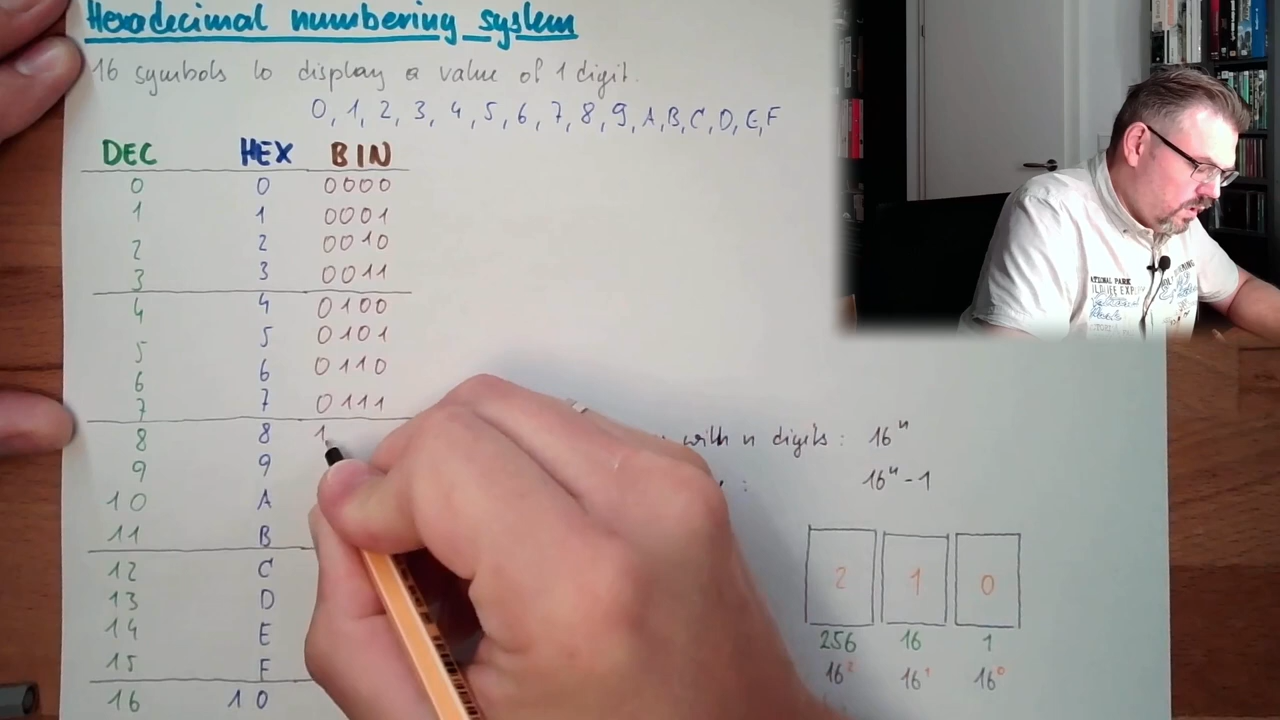 Hexadecimal numbering system
16 symbols to display a value of 1 digit.
0, 1, 2, 3, 4, 5, 6, 7, 8, 9, A, B, C, D, E, F
DEC HEX BIN
0 0 0000
1 1 0001
2 2 0010
3 3 0011
4 4 0100
5 5 0101
6 6 0110
7 7 0111
8 8 1
9 9
10 A
11 B
12 C
13 D
14 E
15 F
16 10
with n digits : 16ⁿ
: 16ⁿ - 1
2 1 0
256 16 1
16² 16¹ 16⁰
NATIONAL PARK